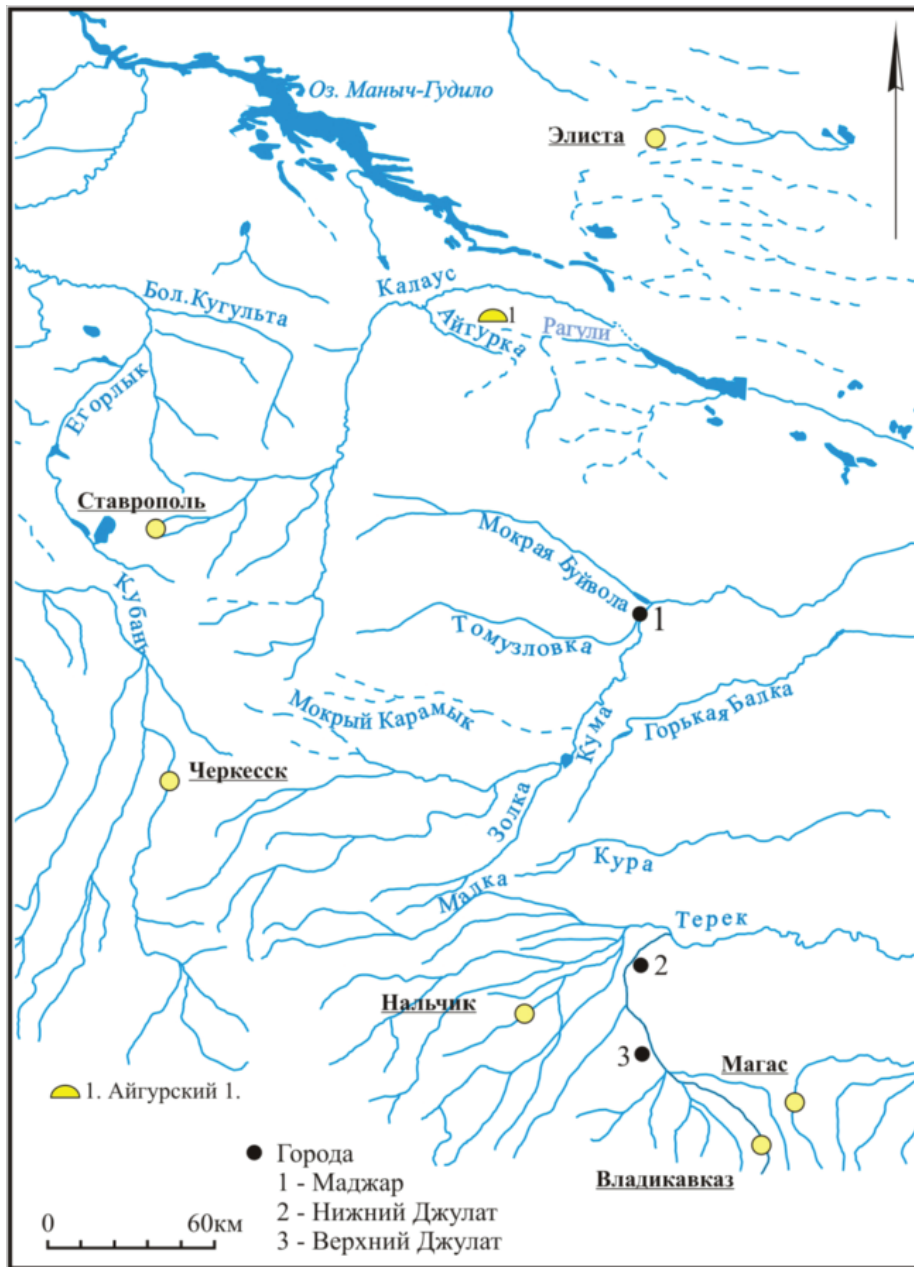 Оз. Маныч-Гудило
Элиста
Калаус
Бол.Кугульта
1
Айгурка
Рагули
Егорлык
Ставрополь
Мокрая Буйвола
Кубань
1
Томузловка
Мокрый Карамык
Кума
Горькая Балка
Черкесск
Золка
Кура
Малка
Терек
2
Нальчик
3
Магас
1. Айгурский 1.
Города
1 - Маджар
Владикавказ
2 - Нижний Джулат
0 60км
3 - Верхний Джулат